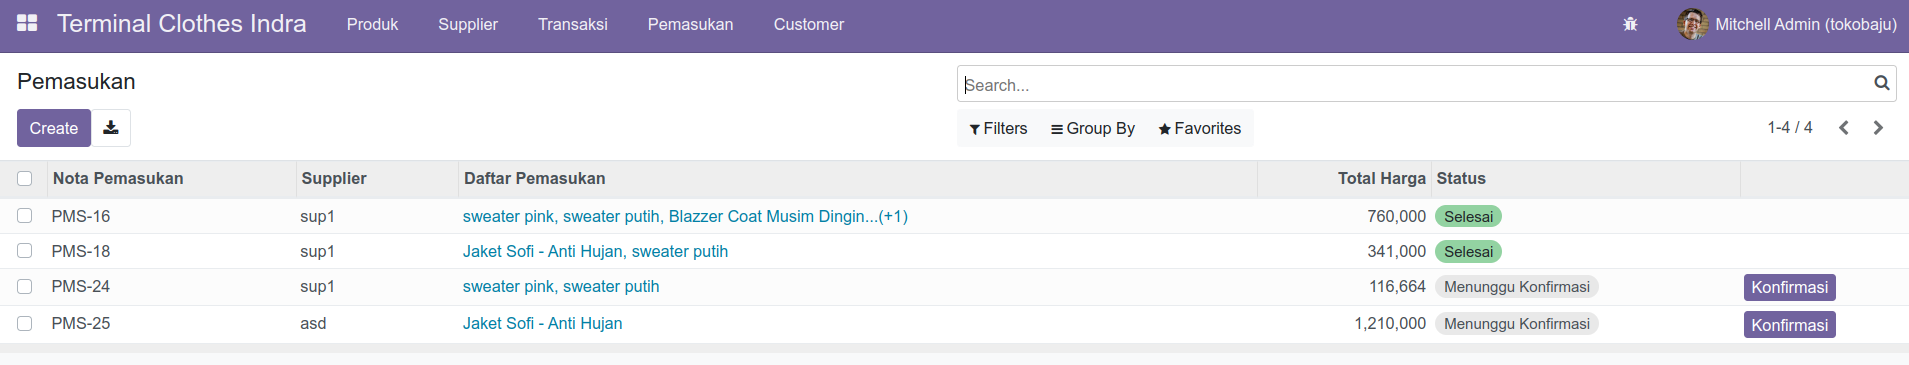 Terminal Clothes Indra Produk Supplier Transaksi Pemasukan Customer Mitchell Admin (tokobaju)
Pemasukan
Search...
Create
Filters Group By Favorites
1-4 / 4
Nota Pemasukan Supplier Daftar Pemasukan Total Harga Status
PMS-16 sup1 sweater pink, sweater putih, Blazzer Coat Musim Dingin...(+1) 760,000 Selesai
PMS-18 sup1 Jaket Sofi - Anti Hujan, sweater putih 341,000 Selesai
PMS-24 sup1 sweater pink, sweater putih 116,664 Menunggu Konfirmasi Konfirmasi
PMS-25 asd Jaket Sofi - Anti Hujan 1,210,000 Menunggu Konfirmasi Konfirmasi